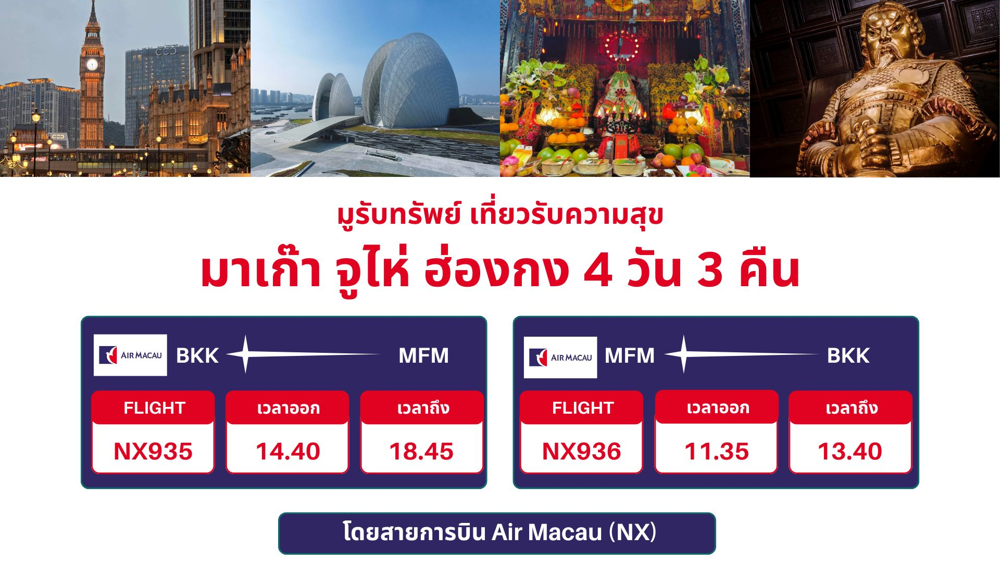 มูรับทรัพย์ เที่ยวรับความสุข
มาเก๊า จูไห่ ฮ่องกง 4 วัน 3 คืน
AIR MACAU BKK MFM
FLIGHT เวลาออก เวลาถึง
NX935 14.40 18.45
AIR MACAU MFM BKK
FLIGHT เวลาออก เวลาถึง
NX936 11.35 13.40
โดยสายการบิน Air Macau (NX)